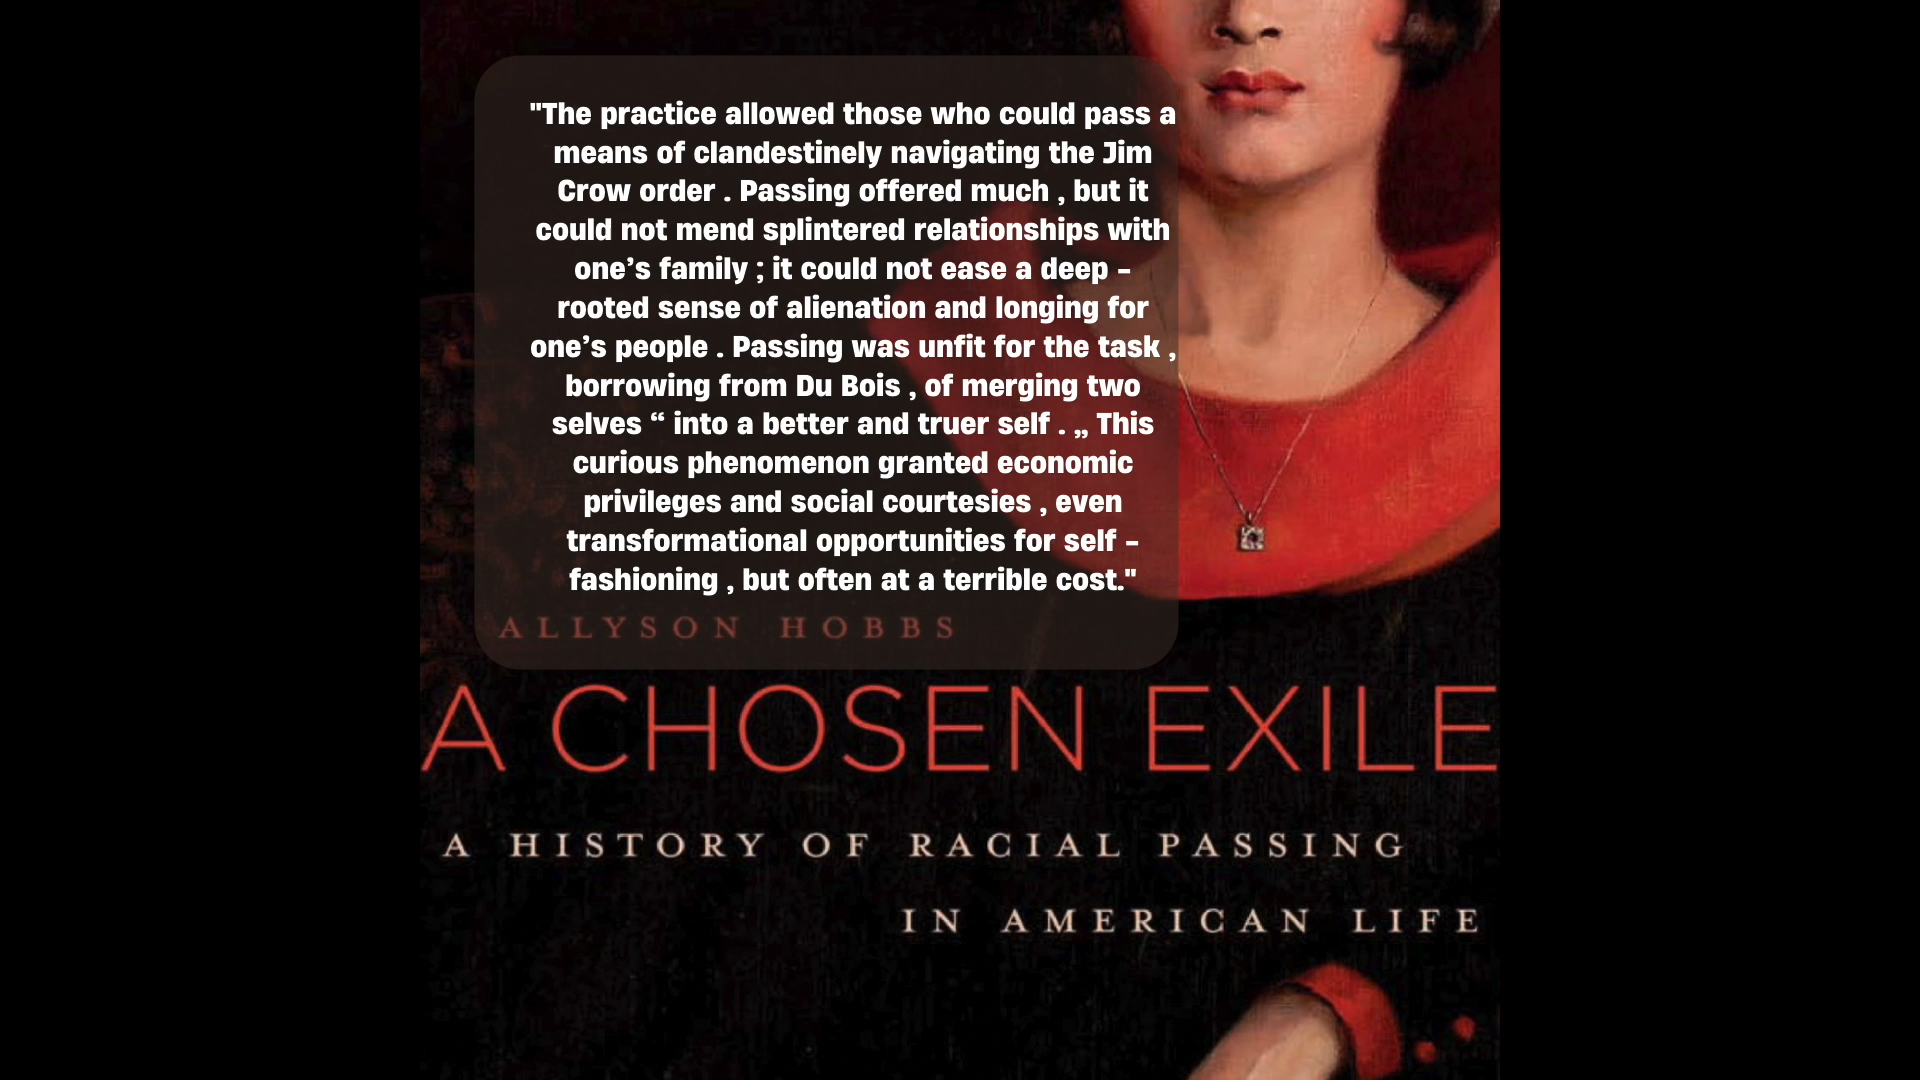 "The practice allowed those who could pass a
means of clandestinely navigating the Jim
Crow order . Passing offered much , but it
could not mend splintered relationships with
one’s family ; it could not ease a deep –
rooted sense of alienation and longing for
one’s people . Passing was unfit for the task ,
borrowing from Du Bois , of merging two
selves “ into a better and truer self . „ This
curious phenomenon granted economic
privileges and social courtesies , even
transformational opportunities for self –
fashioning , but often at a terrible cost."
ALLYSON HOBBS
A CHOSEN EXILE
A HISTORY OF RACIAL PASSING
IN AMERICAN LIFE